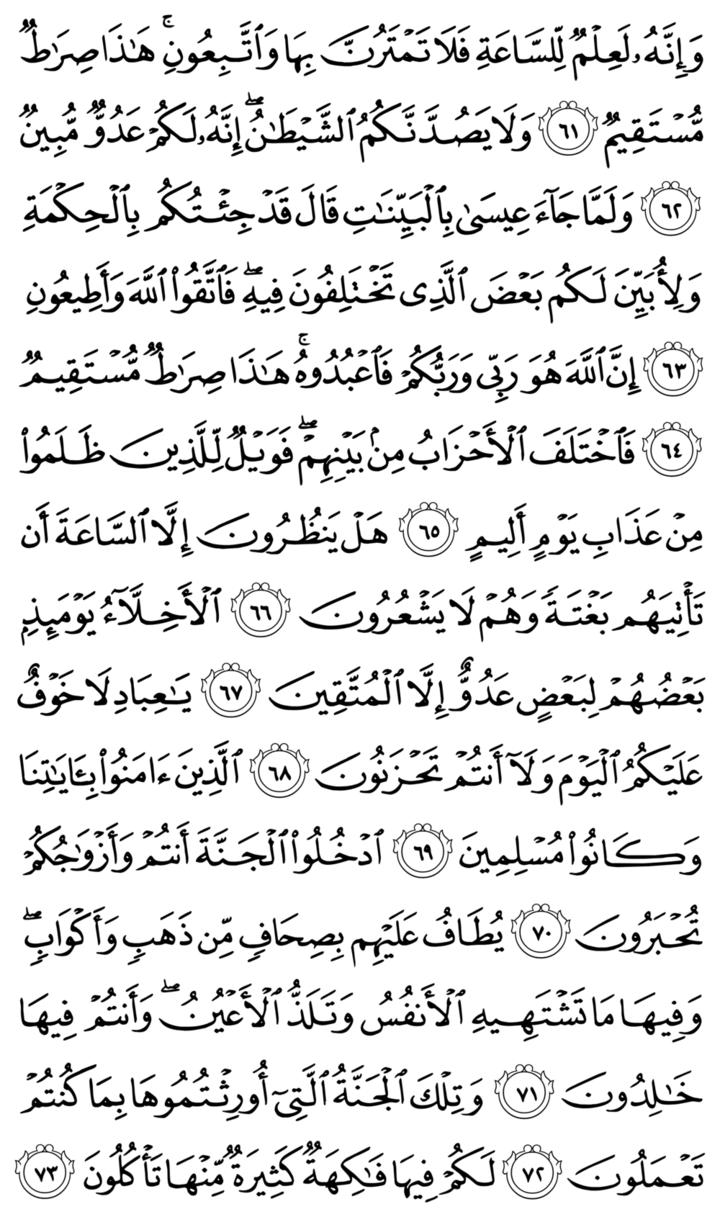 وَإِنَّهُۥ لَعِلْمٌ لِّلسَّاعَةِ فَلَا تَمْتَرُنَّ بِهَا وَٱتَّبِعُونِ ۚ هَـٰذَا صِرَٰطٌ
مُّسْتَقِيمٌ ٦١ وَلَا يَصُدَّنَّكُمُ ٱلشَّيْطَـٰنُ ۖ إِنَّهُۥ لَكُمْ عَدُوٌّ مُّبِينٌ
٦٢ وَلَمَّا جَآءَ عِيسَىٰ بِٱلْبَيِّنَـٰتِ قَالَ قَدْ جِئْتُكُم بِٱلْحِكْمَةِ
وَلِأُبَيِّنَ لَكُم بَعْضَ ٱلَّذِى تَخْتَلِفُونَ فِيهِ ۖ فَٱتَّقُوا۟ ٱللَّهَ وَأَطِيعُونِ
٦٣ إِنَّ ٱللَّهَ هُوَ رَبِّى وَرَبُّكُمْ فَٱعْبُدُوهُ ۚ هَـٰذَا صِرَٰطٌ مُّسْتَقِيمٌ
٦٤ فَٱخْتَلَفَ ٱلْأَحْزَابُ مِنۢ بَيْنِهِمْ ۖ فَوَيْلٌ لِّلَّذِينَ ظَلَمُوا۟
مِنْ عَذَابِ يَوْمٍ أَلِيمٍ ٦٥ هَلْ يَنظُرُونَ إِلَّا ٱلسَّاعَةَ أَن
تَأْتِيَهُم بَغْتَةً وَهُمْ لَا يَشْعُرُونَ ٦٦ ٱلْأَخِلَّآءُ يَوْمَئِذٍۭ
بَعْضُهُمْ لِبَعْضٍ عَدُوٌّ إِلَّا ٱلْمُتَّقِينَ ٦٧ يَـٰعِبَادِ لَا خَوْفٌ
عَلَيْكُمُ ٱلْيَوْمَ وَلَآ أَنتُمْ تَحْزَنُونَ ٦٨ ٱلَّذِينَ ءَامَنُوا۟ بِـَٔايَـٰتِنَا
وَكَانُوا۟ مُسْلِمِينَ ٦٩ ٱدْخُلُوا۟ ٱلْجَنَّةَ أَنتُمْ وَأَزْوَٰجُكُمْ
تُحْبَرُونَ ٧٠ يُطَافُ عَلَيْهِم بِصِحَافٍ مِّن ذَهَبٍ وَأَكْوَابٍ ۖ
وَفِيهَا مَا تَشْتَهِيهِ ٱلْأَنفُسُ وَتَلَذُّ ٱلْأَعْيُنُ ۖ وَأَنتُمْ فِيهَا
خَـٰلِدُونَ ٧١ وَتِلْكَ ٱلْجَنَّةُ ٱلَّتِىٓ أُورِثْتُمُوهَا بِمَا كُنتُمْ
تَعْمَلُونَ ٧٢ لَكُمْ فِيهَا فَـٰكِهَةٌ كَثِيرَةٌ مِّنْهَا تَأْكُلُونَ ٧٣